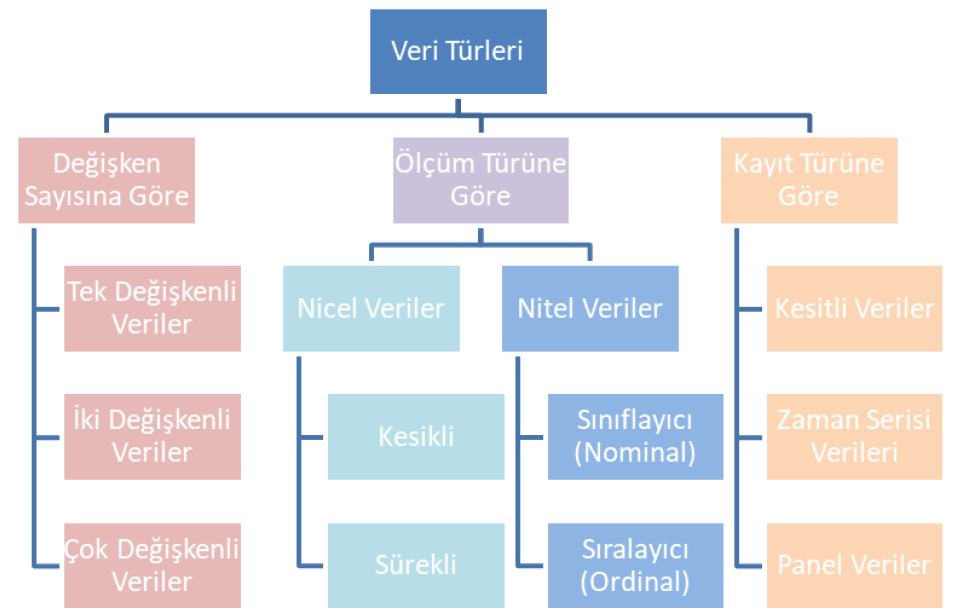 Veri Türleri
Değişken
Sayısına Göre
Tek Değişkenli
Veriler
İki Değişkenli
Veriler
Çok Değişkenli
Veriler
Ölçüm Türüne
Göre
Nicel Veriler
Kesikli
Sürekli
Nitel Veriler
Sınıflayıcı
(Nominal)
Sıralayıcı
(Ordinal)
Kayıt Türüne
Göre
Kesitli Veriler
Zaman Serisi
Verileri
Panel Veriler